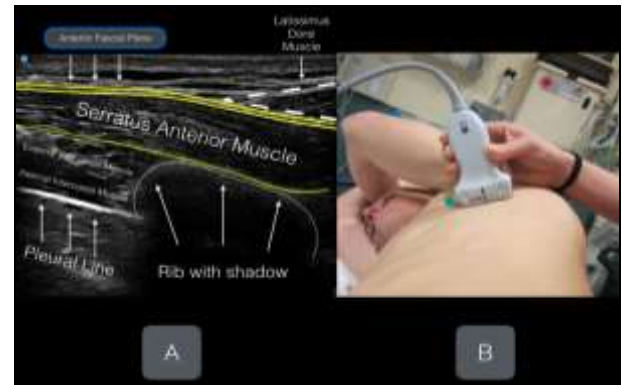 Anterior Fascial Plane
Latissimus
Dorsi
Muscle
Serratus Anterior Muscle
Pleural Line
Rib with shadow
A
B